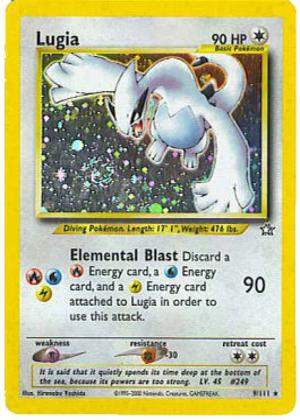 Lugia 90 HP
Basic Pokémon
Diving Pokémon. Length: 17' 1", Weight: 476 lbs.
Elemental Blast Discard a
Energy card, a Energy
card, and a Energy card
attached to Lugia in order to
use this attack.
90
weakness resistance retreat cost
-30
It is said that it quietly spends its time deep at the bottom of
the sea, because its powers are too strong. LV. 45 #249
Illus. Hironobu Yoshida ©1995-2000 Nintendo, Creatures, GAMEFREAK. 9/111 ★